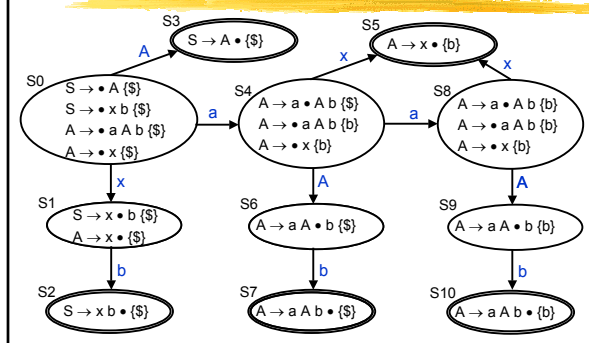 S3
S → A • {$}
S5
A → x • {b}
A
x
x
S0
S → • A {$}
S → • x b {$}
A → • a A b {$}
A → • x {$}
a
S4
A → a • A b {$}
A → • a A b {b}
A → • x {b}
a
S8
A → a • A b {b}
A → • a A b {b}
A → • x {b}
x
A
A
S1
S → x • b {$}
A → x • {$}
S6
A → a A • b {$}
S9
A → a A • b {b}
b
b
b
S2
S → x b • {$}
S7
A → a A b • {$}
S10
A → a A b • {b}